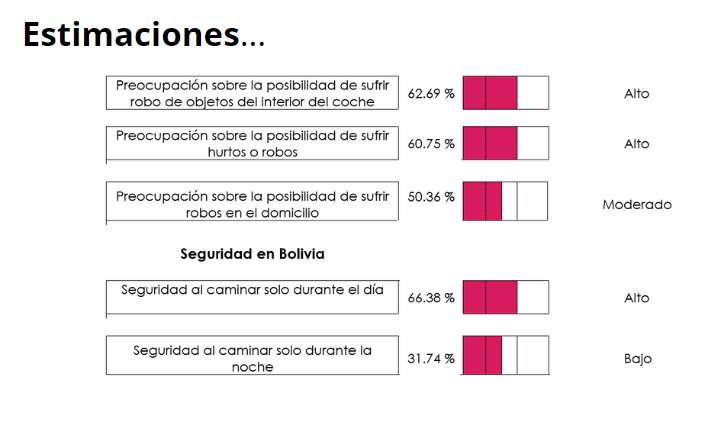 Estimaciones...
Preocupación sobre la posibilidad de sufrir
robo de objetos del interior del coche
62.69 %
Alto
Preocupación sobre la posibilidad de sufrir
hurtos o robos
60.75 %
Alto
Preocupación sobre la posibilidad de sufrir
robos en el domicilio
50.36 %
Moderado
Seguridad en Bolivia
Seguridad al caminar solo durante el día
66.38 %
Alto
Seguridad al caminar solo durante la
noche
31.74 %
Bajo